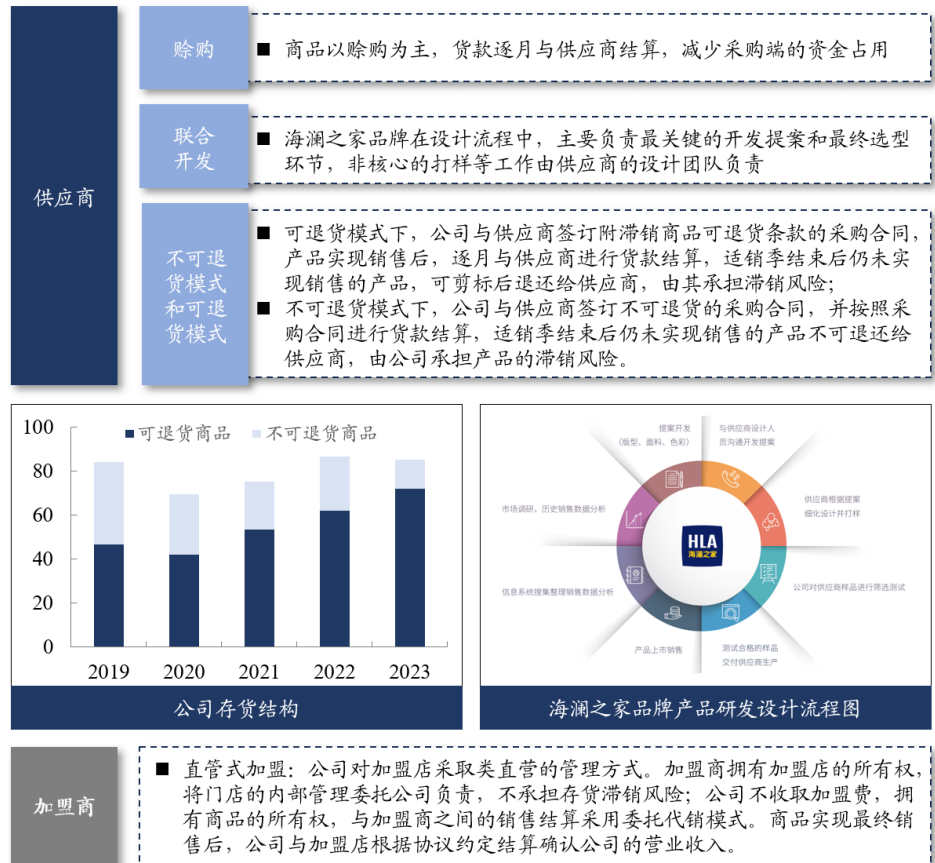 供应商
赊购
■ 商品以赊购为主，货款逐月与供应商结算，减少采购端的资金占用
联合
开发
■ 海澜之家品牌在设计流程中，主要负责最关键的开发提案和最终选型
环节，非核心的打样等工作由供应商的设计团队负责
不可退
货模式
和可退
货模式
■ 可退货模式下，公司与供应商签订附滞销商品可退货条款的采购合同，
产品实现销售后，逐月与供应商进行货款结算，适销季结束后仍未实
现销售的产品，可剪标后退还给供应商，由其承担滞销风险；
■ 不可退货模式下，公司与供应商签订不可退货的采购合同，并按照采
购合同进行货款结算，适销季结束后仍未实现销售的产品不可退还给
供应商，由公司承担产品的滞销风险。
可退货商品 不可退货商品
100
80
60
40
20
0
2019 2020 2021 2022 2023
公司存货结构
提案开发
（版型、面料、色彩）
与供应商设计人
员沟通开发提案
供应商根据提案
细化设计并打样
公司对供应商样品进行筛选测试
测试合格的样品
交付供应商生产
产品上市销售
信息系统搜集整理销售数据分析
市场调研，历史销售数据分析
HLA
海澜之家
海澜之家品牌产品研发设计流程图
加盟商
■ 直管式加盟：公司对加盟店采取类直营的管理方式。加盟商拥有加盟店的所有权，
将门店的内部管理委托公司负责，不承担存货滞销风险；公司不收取加盟费，拥
有商品的所有权，与加盟商之间的销售结算采用委托代销模式。商品实现最终销
售后，公司与加盟店根据协议约定结算确认公司的营业收入。